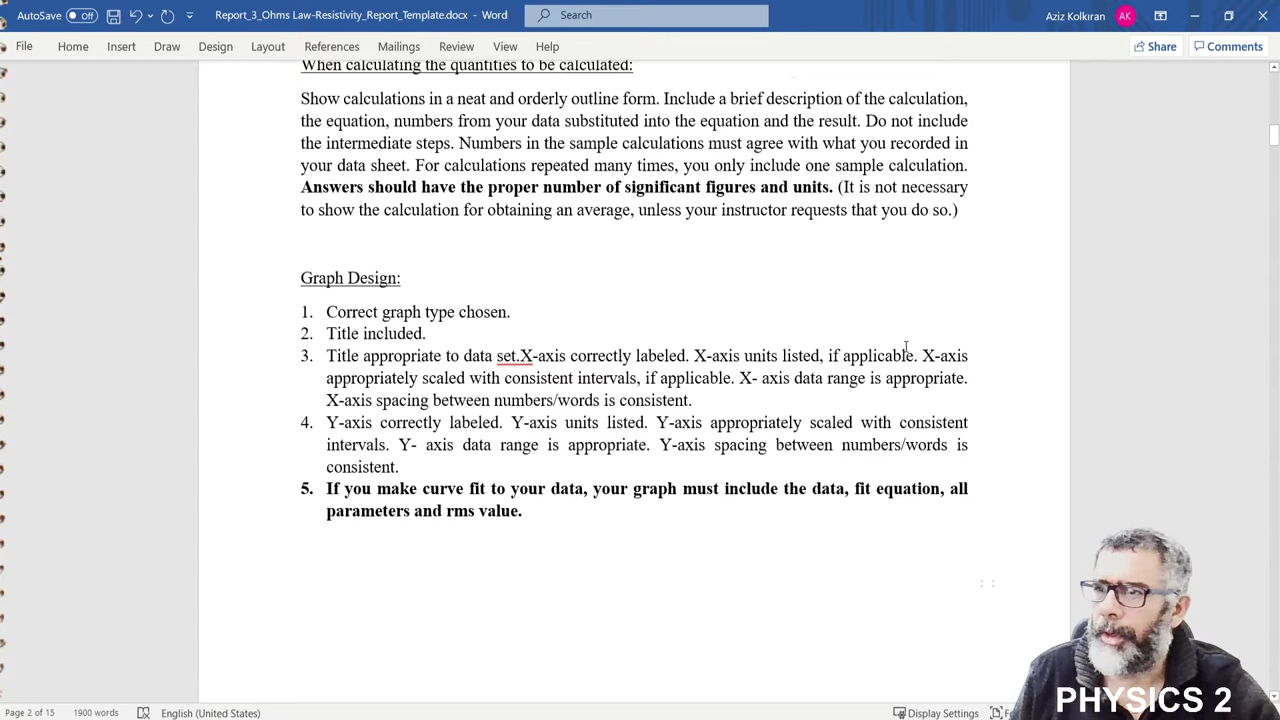 AutoSave Off Report_3_Ohms Law-Resistivity_Report_Template.docx - Word Search Aziz Kolkıran AK
File Home Insert Draw Design Layout References Mailings Review View Help Share Comments
When calculating the quantities to be calculated:
Show calculations in a neat and orderly outline form. Include a brief description of the calculation,
the equation, numbers from your data substituted into the equation and the result. Do not include
the intermediate steps. Numbers in the sample calculations must agree with what you recorded in
your data sheet. For calculations repeated many times, you only include one sample calculation.
Answers should have the proper number of significant figures and units. (It is not necessary
to show the calculation for obtaining an average, unless your instructor requests that you do so.)
Graph Design:
1. Correct graph type chosen.
2. Title included.
3. Title appropriate to data set.X-axis correctly labeled. X-axis units listed, if applicable. X-axis
appropriately scaled with consistent intervals, if applicable. X- axis data range is appropriate.
X-axis spacing between numbers/words is consistent.
4. Y-axis correctly labeled. Y-axis units listed. Y-axis appropriately scaled with consistent
intervals. Y- axis data range is appropriate. Y-axis spacing between numbers/words is
consistent.
5. If you make curve fit to your data, your graph must include the data, fit equation, all
parameters and rms value.
PHYSICS 2
Page 2 of 15 1900 words English (United States) Display Settings